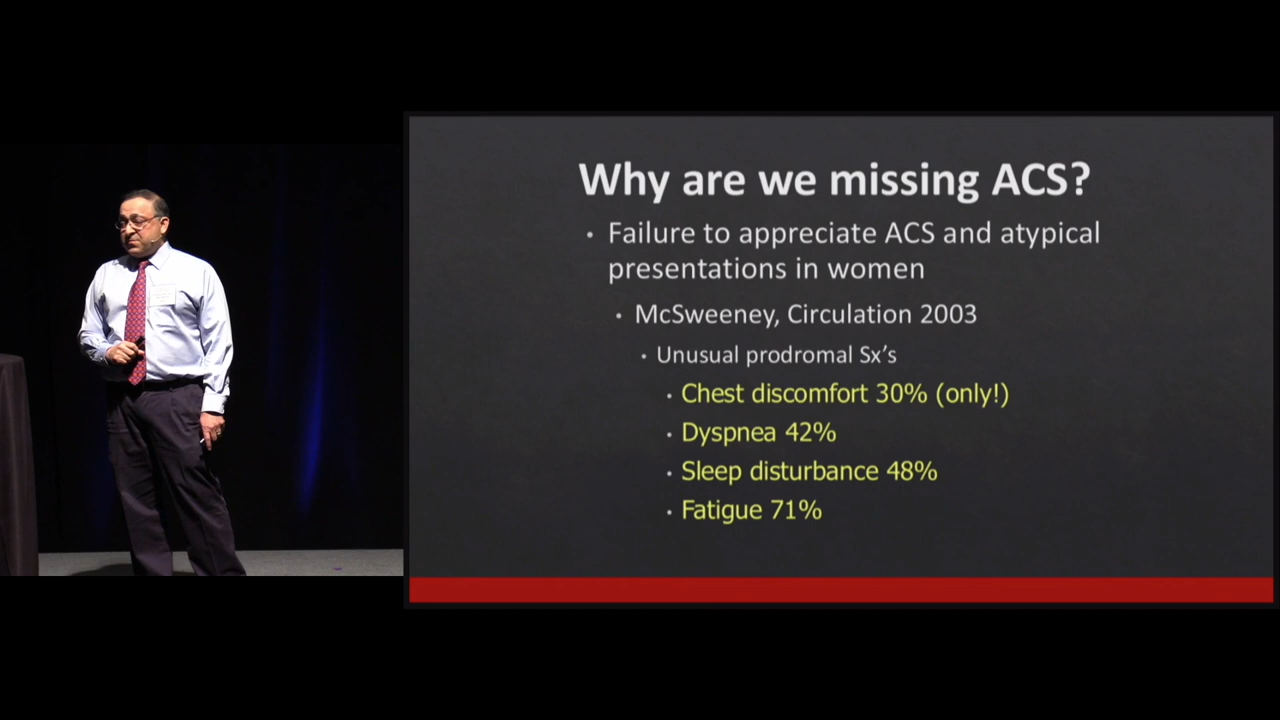 Why are we missing ACS?
• Failure to appreciate ACS and atypical
presentations in women
• McSweeney, Circulation 2003
• Unusual prodromal Sx's
• Chest discomfort 30% (only!)
• Dyspnea 42%
• Sleep disturbance 48%
• Fatigue 71%